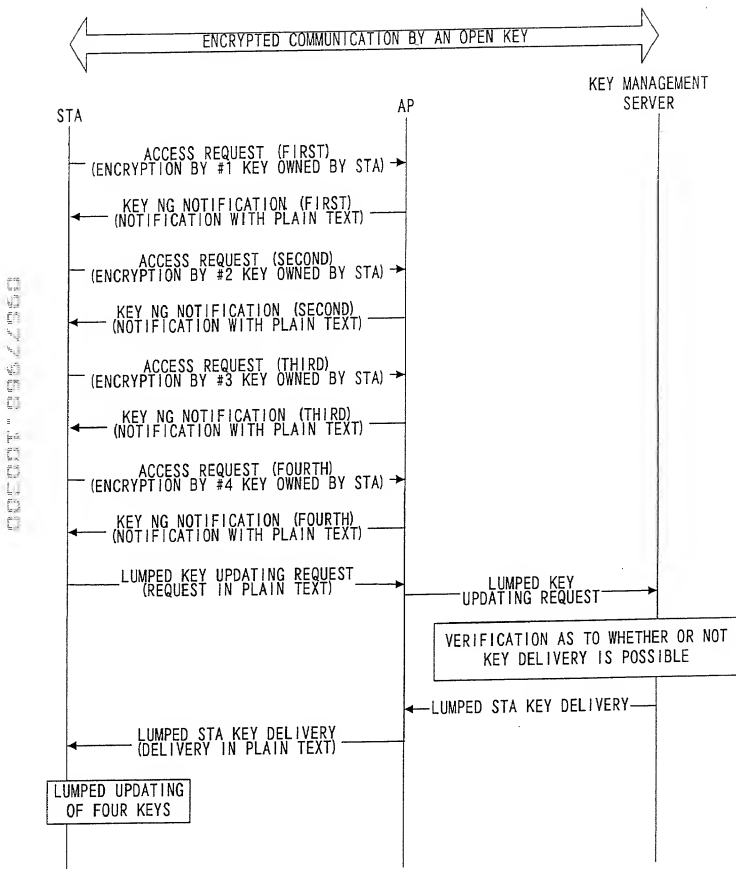 ENCRYPTED COMMUNICATION BY AN OPEN KEY
KEY MANAGEMENT
SERVER
STA
AP
ACCESS REQUEST (FIRST)
(ENCRYPTION BY #1 KEY OWNED BY STA)
KEY NG NOTIFICATION (FIRST)
(NOTIFICATION WITH PLAIN TEXT)
ACCESS REQUEST (SECOND)
(ENCRYPTION BY #2 KEY OWNED BY STA)
KEY NG NOTIFICATION (SECOND)
(NOTIFICATION WITH PLAIN TEXT)
ACCESS REQUEST (THIRD)
(ENCRYPTION BY #3 KEY OWNED BY STA)
KEY NG NOTIFICATION (THIRD)
(NOTIFICATION WITH PLAIN TEXT)
ACCESS REQUEST (FOURTH)
(ENCRYPTION BY #4 KEY OWNED BY STA)
KEY NG NOTIFICATION (FOURTH)
(NOTIFICATION WITH PLAIN TEXT)
LUMPED KEY UPDATING REQUEST
(REQUEST IN PLAIN TEXT)
LUMPED KEY
UPDATING REQUEST
VERIFICATION AS TO WHETHER OR NOT
KEY DELIVERY IS POSSIBLE
LUMPED STA KEY DELIVERY
LUMPED STA KEY DELIVERY
(DELIVERY IN PLAIN TEXT)
LUMPED UPDATING
OF FOUR KEYS